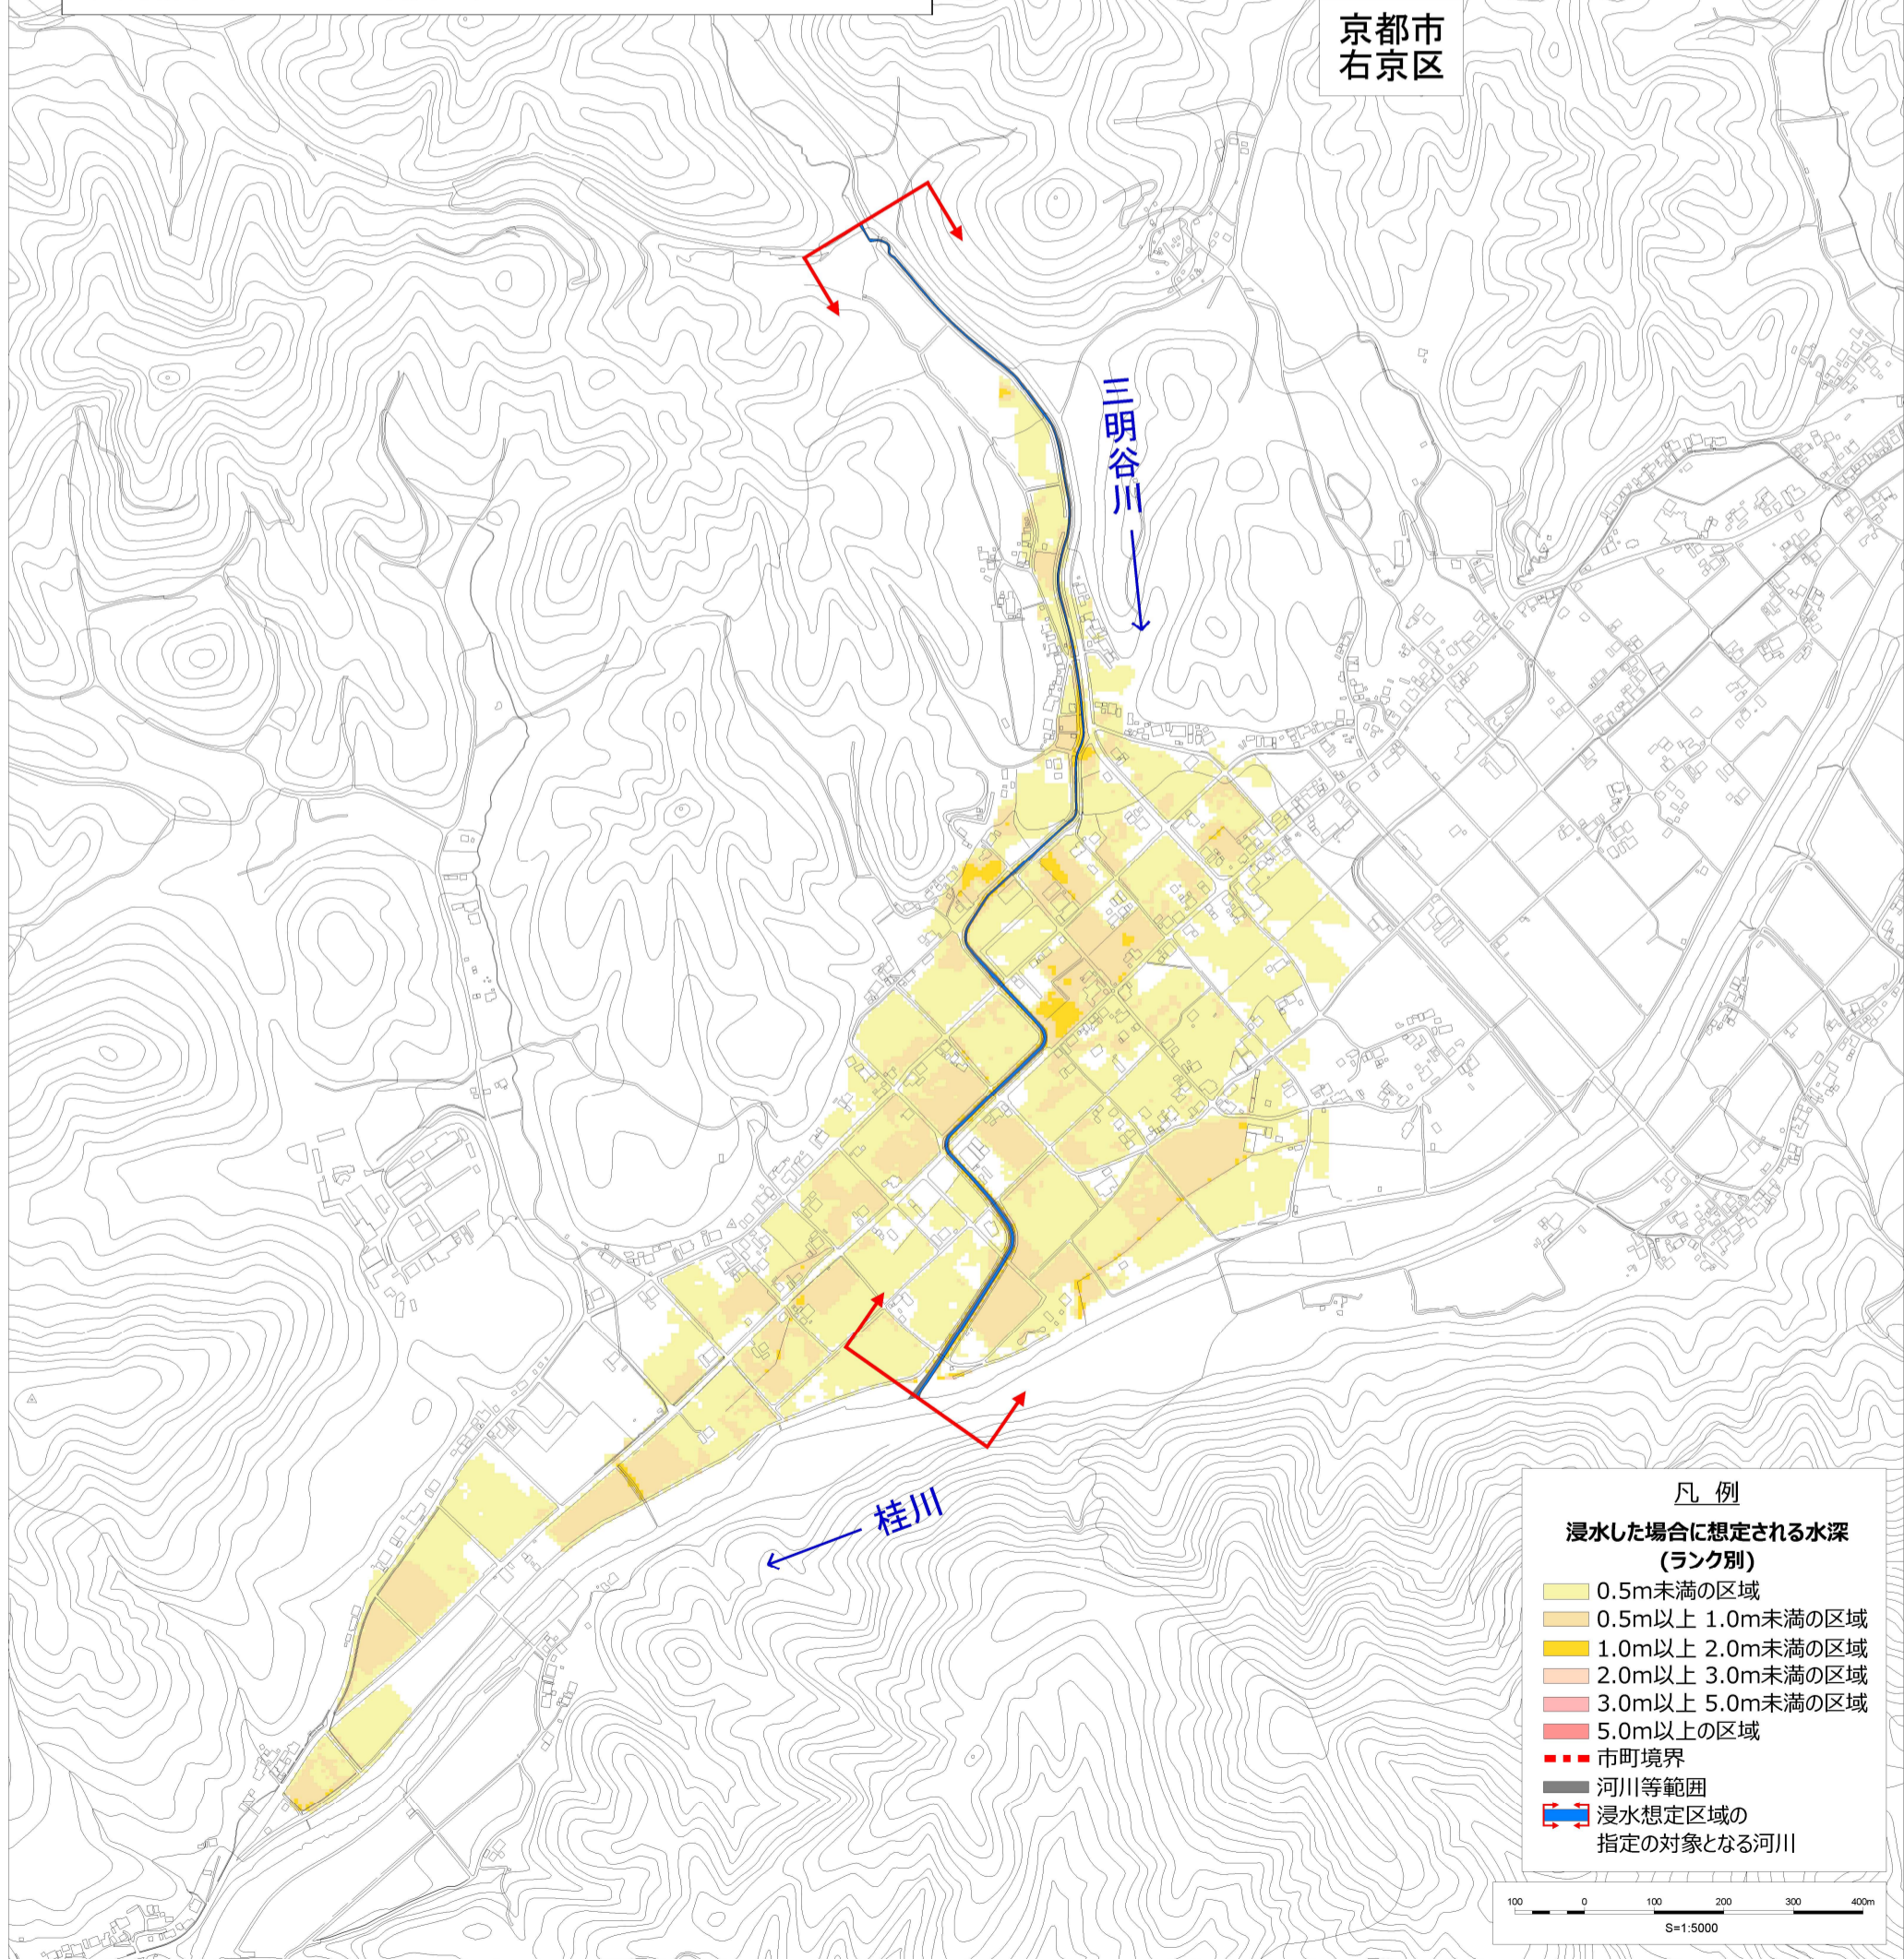 京都市
右京区
三明谷川
桂川
凡 例
浸水した場合に想定される水深
(ランク別)
0.5m未満の区域
0.5m以上 1.0m未満の区域
1.0m以上 2.0m未満の区域
2.0m以上 3.0m未満の区域
3.0m以上 5.0m未満の区域
5.0m以上の区域
市町境界
河川等範囲
浸水想定区域の
指定の対象となる河川
100 0 100 200 300 400m
S=1:5000